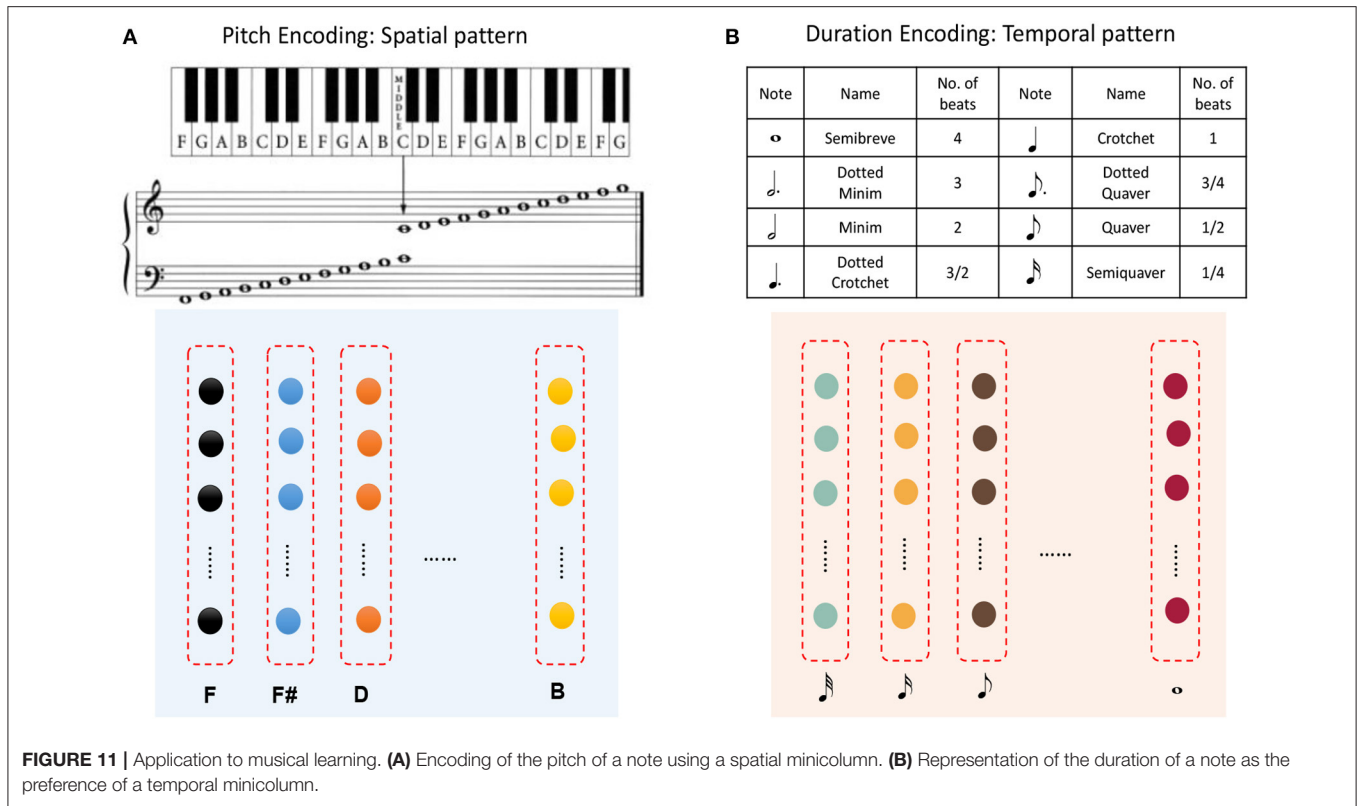 A
Pitch Encoding: Spatial pattern
MIDDLE
F G A B C D E F G A B C D E F G A B C D E F G
F F# D B
......
B
Duration Encoding: Temporal pattern
Note Name No. of beats Note Name No. of beats
Semibreve 4 Crotchet 1
Dotted Minim 3 Dotted Quaver 3/4
Minim 2 Quaver 1/2
Dotted Crotchet 3/2 Semiquaver 1/4
......
FIGURE 11 | Application to musical learning. (A) Encoding of the pitch of a note using a spatial minicolumn. (B) Representation of the duration of a note as the
preference of a temporal minicolumn.